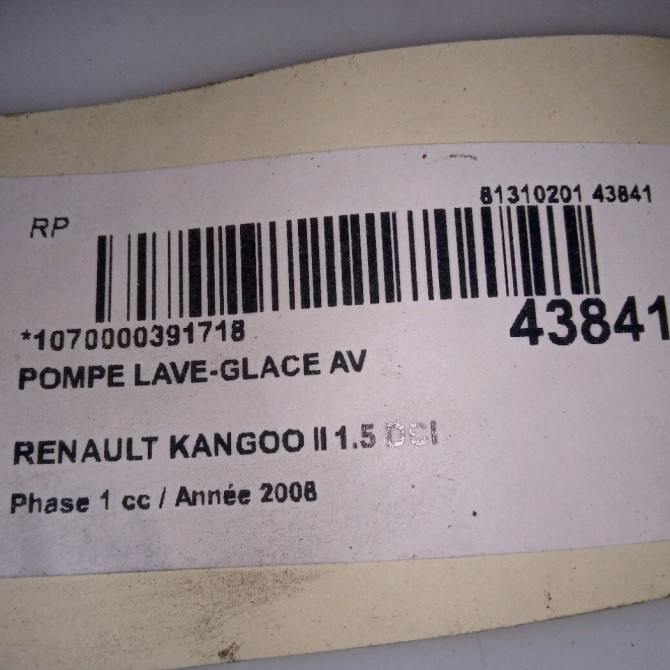 81310201 43841
RP
*1070000391718
43841
POMPE LAVE-GLACE AV
RENAULT KANGOO II 1.5 DCI
Phase 1 cc / Année 2008